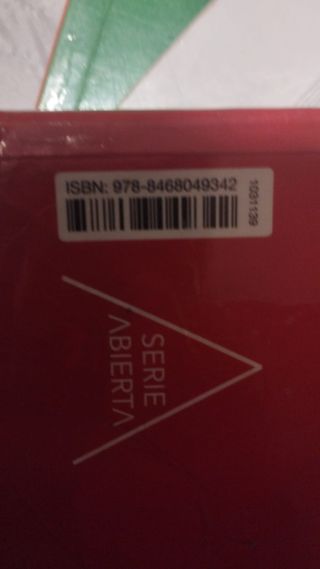 ISBN: 978-8468049342
1031139
SERIE
ABIERTA